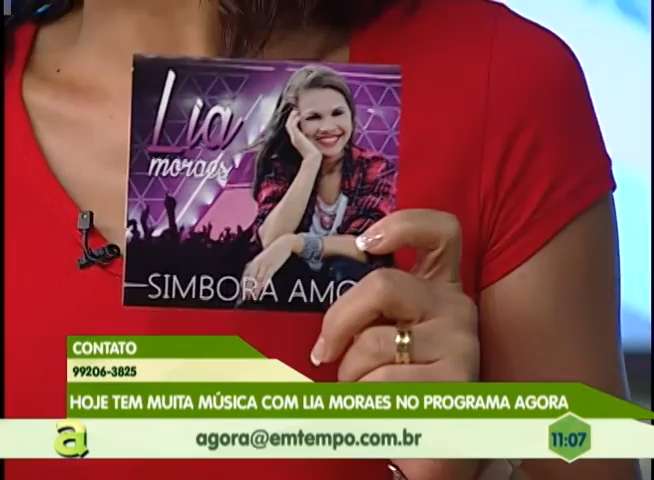 Lia
moraes
SIMBORA AMO
CONTATO
99206-3825
HOJE TEM MUITA MÚSICA COM LIA MORAES NO PROGRAMA AGORA
a
agora@emtempo.com.br
11:07